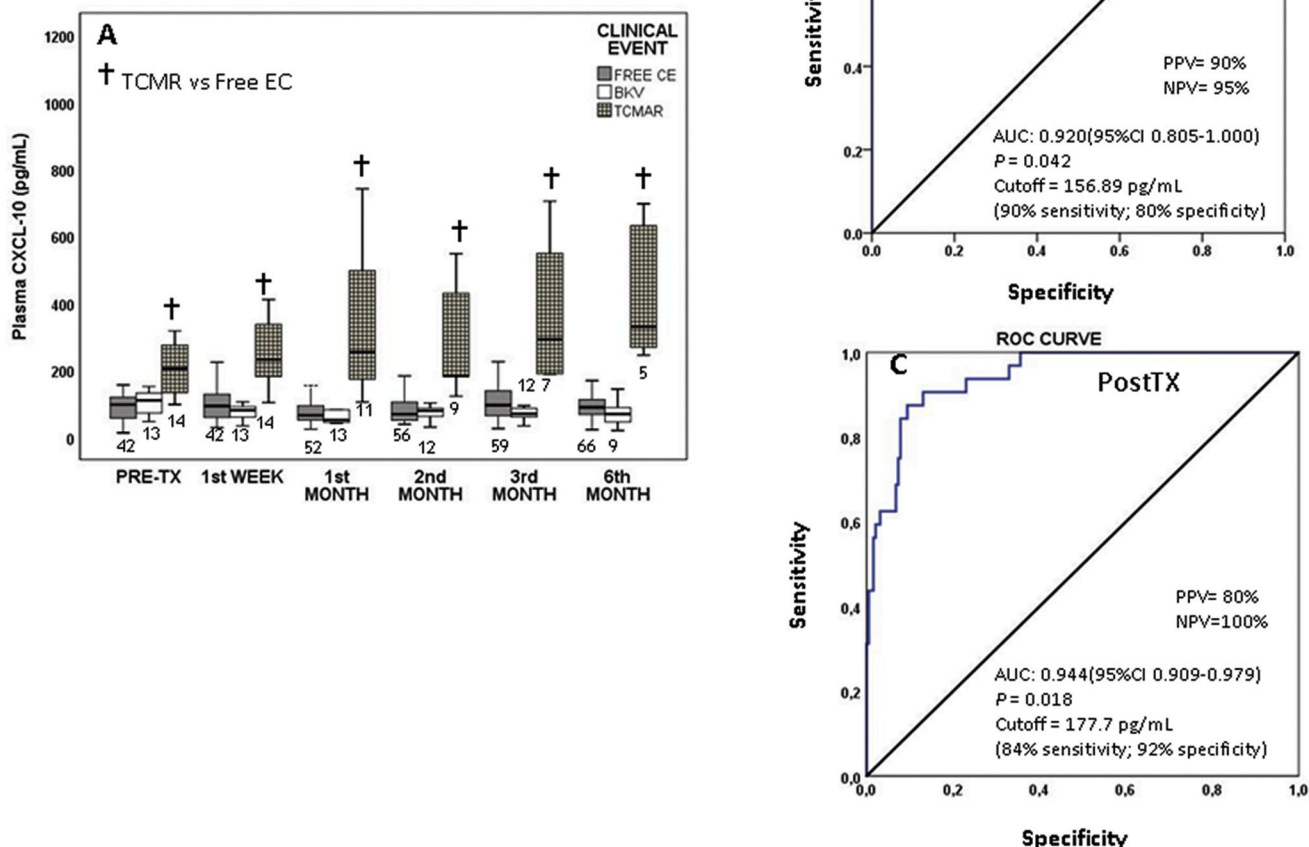 A
† TCMR vs Free EC
CLINICAL
EVENT
FREE CE
BKV
TCMAR
Plasma CXCL-10 (pg/mL)
1200
1000
800
600
400
200
0
†
†
†
†
†
†
42
13
14
42
13
14
52
13
11
56
12
9
59
12
7
66
9
5
PRE-TX
1st WEEK
1st
MONTH
2nd
MONTH
3rd
MONTH
6th
MONTH
0.4
0.2
0.0
PPV= 90%
NPV= 95%
AUC: 0.920(95%CI 0.805-1.000)
P = 0.042
Cutoff = 156.89 pg/mL
(90% sensitivity; 80% specificity)
0.0
0.2
0.4
0.6
0.8
1.0
Specificity
ROC CURVE
C
PostTX
Sensitivity
1,0
0,8
0,6
0,4
0,2
0,0
PPV= 80%
NPV=100%
AUC: 0.944(95%CI 0.909-0.979)
P = 0.018
Cutoff = 177.7 pg/mL
(84% sensitivity; 92% specificity)
0,0
0,2
0,4
0,6
0,8
1,0
Specificity